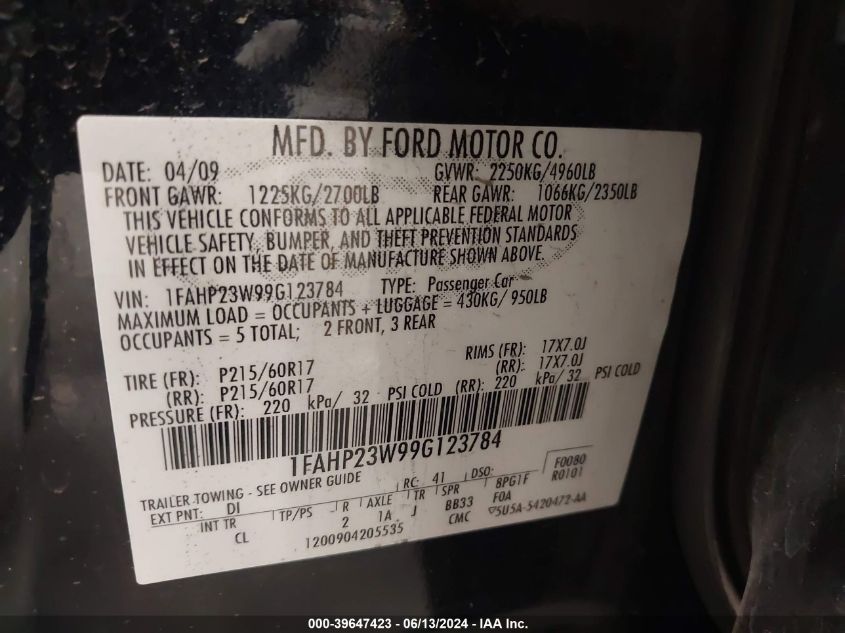 MFD. BY FORD MOTOR CO.
DATE: 04/09 GVWR: 2250KG/4960LB
FRONT GAWR: 1225KG/2700LB REAR GAWR: 1066KG/2350LB
THIS VEHICLE CONFORMS TO ALL APPLICABLE FEDERAL MOTOR
VEHICLE SAFETY, BUMPER, AND THEFT PREVENTION STANDARDS
IN EFFECT ON THE DATE OF MANUFACTURE SHOWN ABOVE.
VIN: 1FAHP23W99G123784 TYPE: Passenger Car
MAXIMUM LOAD = OCCUPANTS + LUGGAGE = 430KG/ 950LB
OCCUPANTS = 5 TOTAL; 2 FRONT, 3 REAR
TIRE (FR): P215/60R17 RIMS (FR): 17X7.0J
(RR): P215/60R17 (RR): 17X7.0J
PRESSURE (FR): 220 kPa/ 32 PSI COLD (RR): 220 kPa/ 32 PSI COLD
1FAHP23W99G123784
TRAILER TOWING - SEE OWNER GUIDE RC: 41 DSO: F0080
EXT PNT: DI 8PG1F R0101
INT TR TP/PS R AXLE TR SPR F0A
CL 2 1A J BB33 CMC
1200904205535 5U5A-5420472-AA
000-39647423 - 06/13/2024 - IAA Inc.